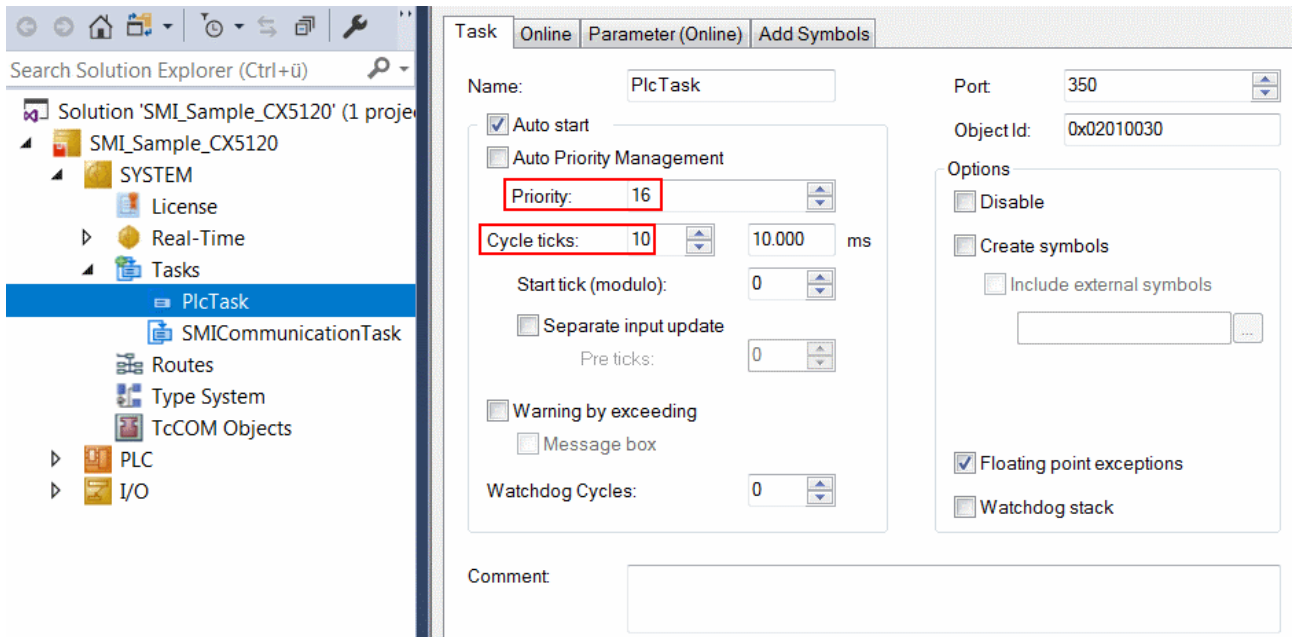 Search Solution Explorer (Ctrl+ü)
Solution 'SMI_Sample_CX5120' (1 proje
SMI_Sample_CX5120
SYSTEM
License
Real-Time
Tasks
PlcTask
SMICommunicationTask
Routes
Type System
TcCOM Objects
PLC
I/O
Task Online Parameter (Online) Add Symbols
Name: PlcTask
Auto start
Auto Priority Management
Priority: 16
Cycle ticks: 10 10.000 ms
Start tick (modulo): 0
Separate input update
Pre ticks: 0
Warning by exceeding
Message box
Watchdog Cycles: 0
Port 350
Object Id: 0x02010030
Options
Disable
Create symbols
Include external symbols
...
Floating point exceptions
Watchdog stack
Comment: